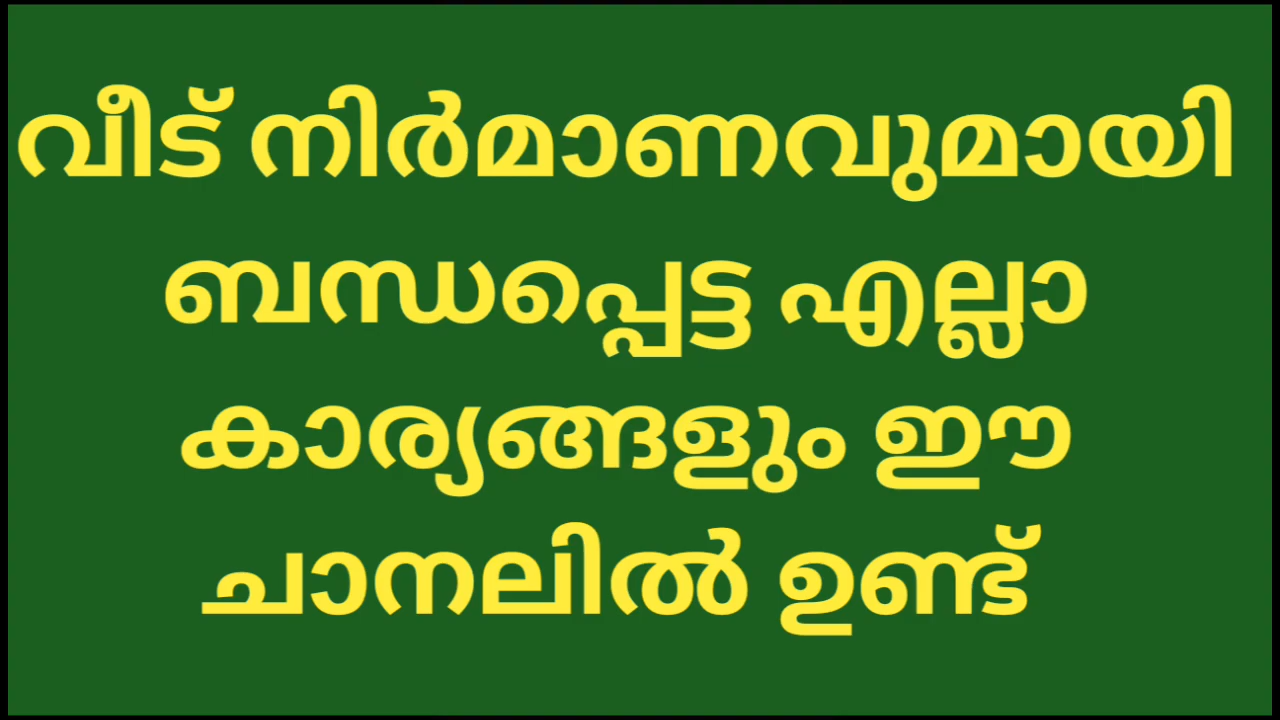 വീട് നിർമാണവുമായി
ബന്ധപ്പെട്ട എല്ലാ
കാര്യങ്ങളും ഈ
ചാനലിൽ ഉണ്ട്